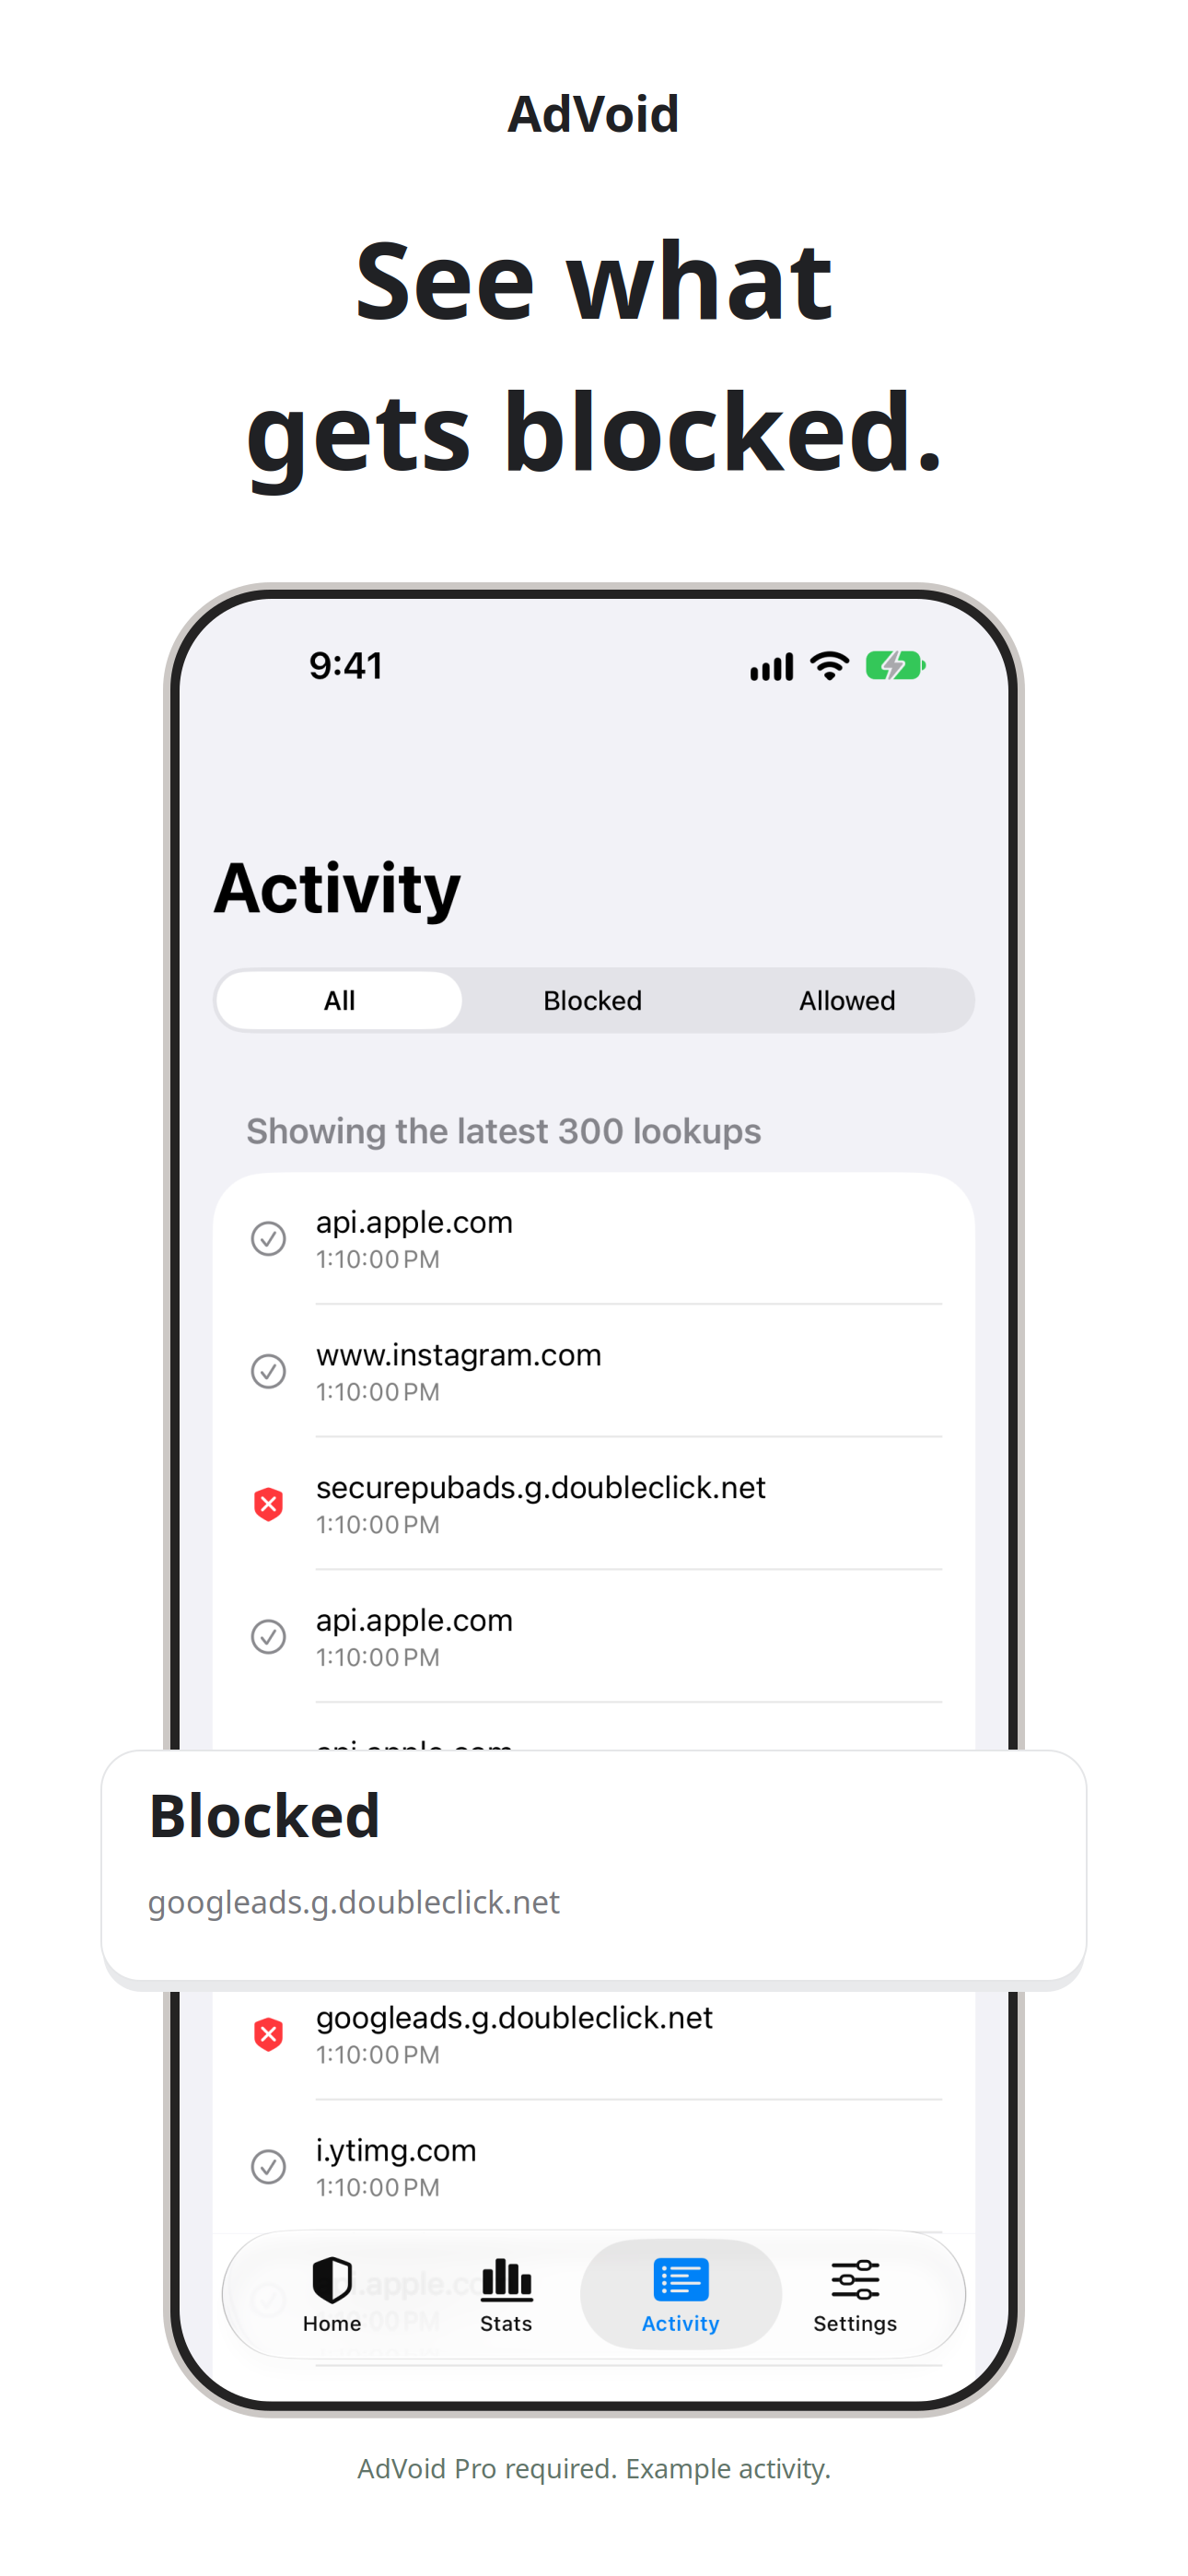 AdVoid
See what
gets blocked.
9:41
Activity
All
Blocked
Allowed
Showing the latest 300 lookups
api.apple.com
1:10:00 PM
www.instagram.com
1:10:00 PM
securepubads.g.doubleclick.net
1:10:00 PM
api.apple.com
1:10:00 PM
api.apple.com
Blocked
googleads.g.doubleclick.net
googleads.g.doubleclick.net
1:10:00 PM
i.ytimg.com
1:10:00 PM
Home
Stats
Activity
Settings
AdVoid Pro required. Example activity.